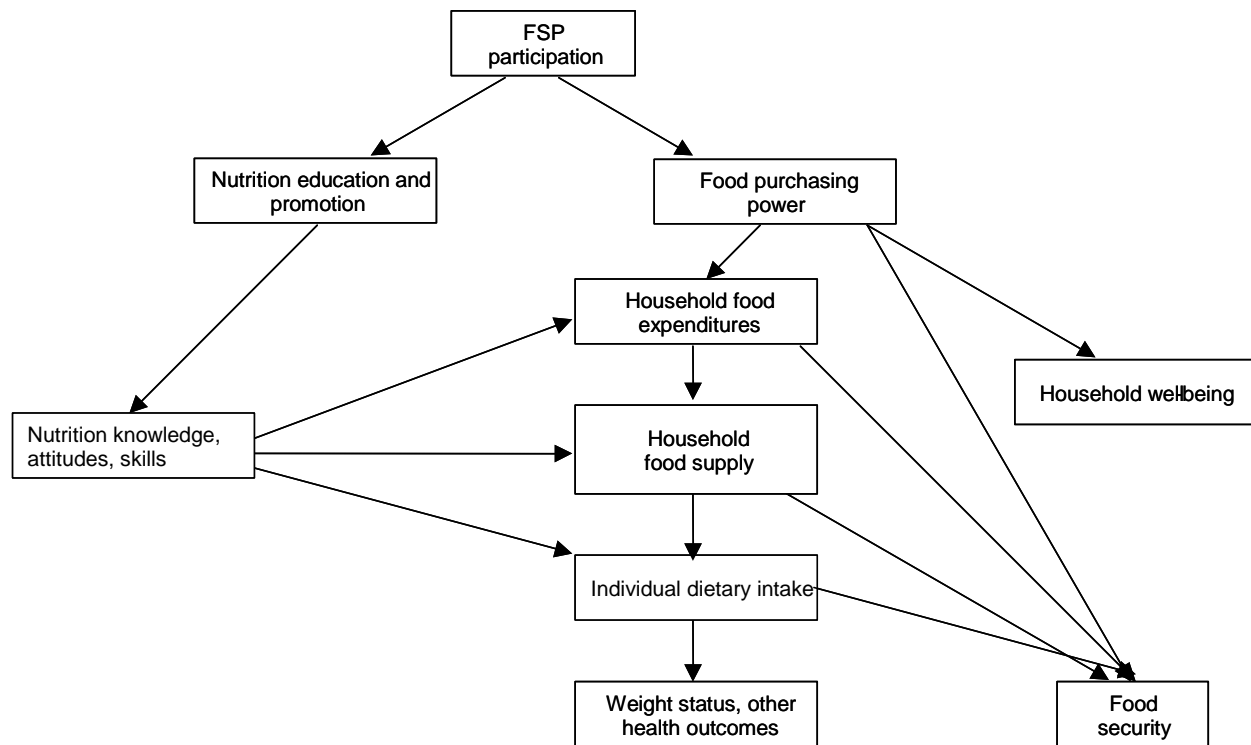 FSP
participation
Nutrition education and
promotion
Food purchasing
power
Household food
expenditures
Household well-being
Nutrition knowledge,
attitudes, skills
Household
food supply
Individual dietary intake
Weight status, other
health outcomes
Food
security